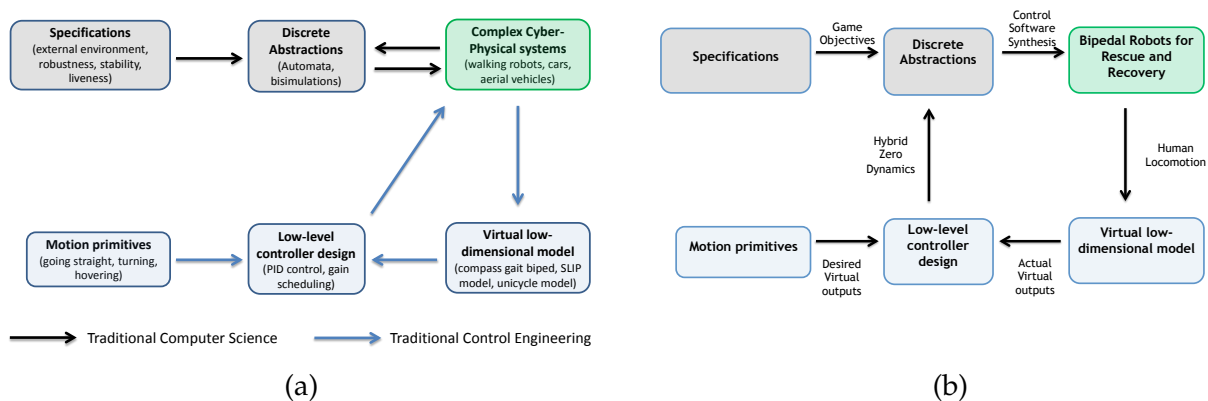 Specifications
(external environment,
robustness, stability,
liveness)
Discrete
Abstractions
(Automata,
bisimulations)
Complex Cyber-
Physical systems
(walking robots, cars,
aerial vehicles)
Motion primitives
(going straight, turning,
hovering)
Low-level
controller design
(PID control, gain
scheduling)
Virtual low-
dimensional model
(compass gait biped, SLIP
model, unicycle model)
Traditional Computer Science
Traditional Control Engineering
(a)
Specifications
Game
Objectives
Discrete
Abstractions
Control
Software
Synthesis
Bipedal Robots for
Rescue and
Recovery
Hybrid
Zero
Dynamics
Human
Locomotion
Motion primitives
Desired
Virtual
outputs
Low-level
controller
design
Actual
Virtual
outputs
Virtual low-
dimensional model
(b)